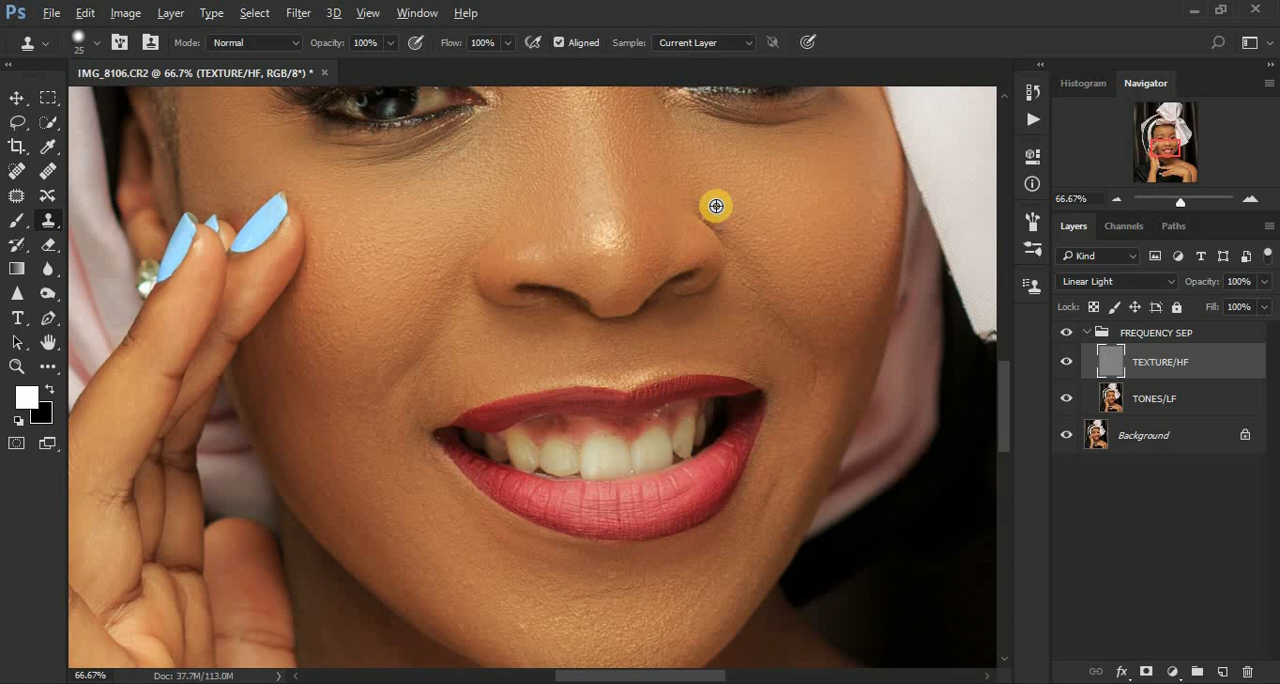 Ps File Edit Image Layer Type Select Filter 3D View Window Help
25 Mode: Normal Opacity: 100% Flow: 100% Aligned Sample: Current Layer
IMG_8106.CR2 @ 66.7% (TEXTURE/HF, RGB/8*) * ×
Histogram Navigator
66.67%
Layers Channels Paths
Kind
Linear Light Opacity: 100%
Lock: Fill: 100%
FREQUENCY SEP
TEXTURE/HF
TONES/LF
Background
66.67% Doc: 37.7M/113.0M